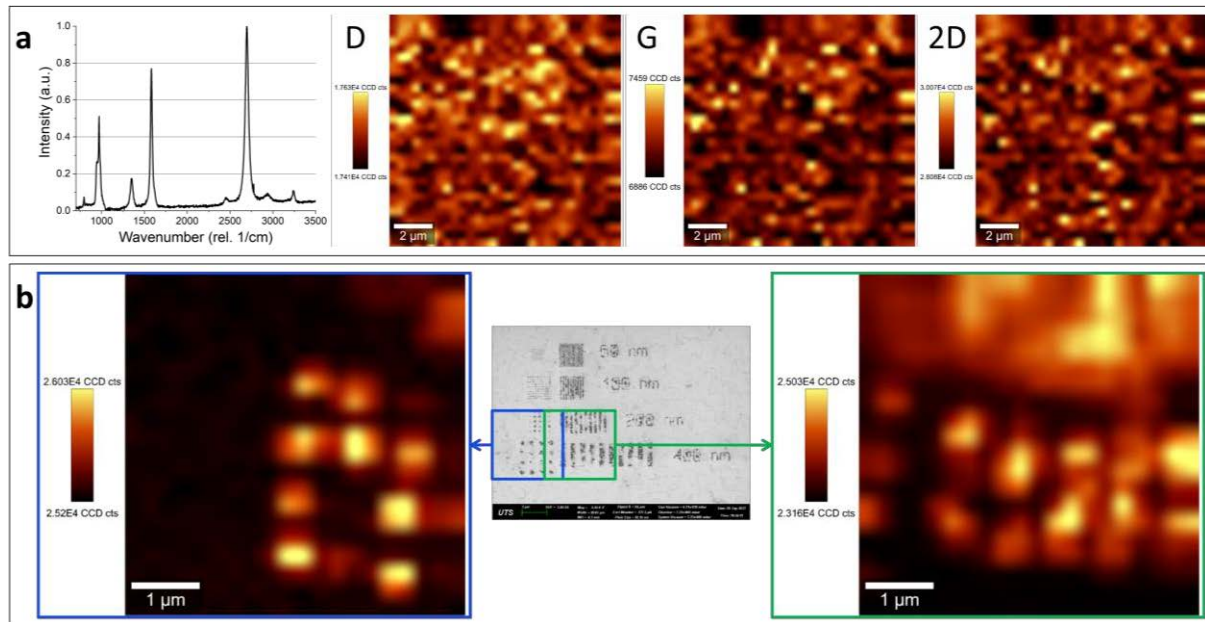 a
Intensity (a.u.)
1.0
0.8
0.6
0.4
0.2
0.0
1000 1500 2000 2500 3000 3500
Wavenumber (rel. 1/cm)
D
1.763E4 CCD cts
1.741E4 CCD cts
2 µm
G
7459 CCD cts
6886 CCD cts
2 µm
2D
3.007E4 CCD cts
2.808E4 CCD cts
2 µm
b
2.603E4 CCD cts
2.52E4 CCD cts
1 µm
50 nm
100 nm
200 nm
400 nm
UTS
2.503E4 CCD cts
2.316E4 CCD cts
1 µm